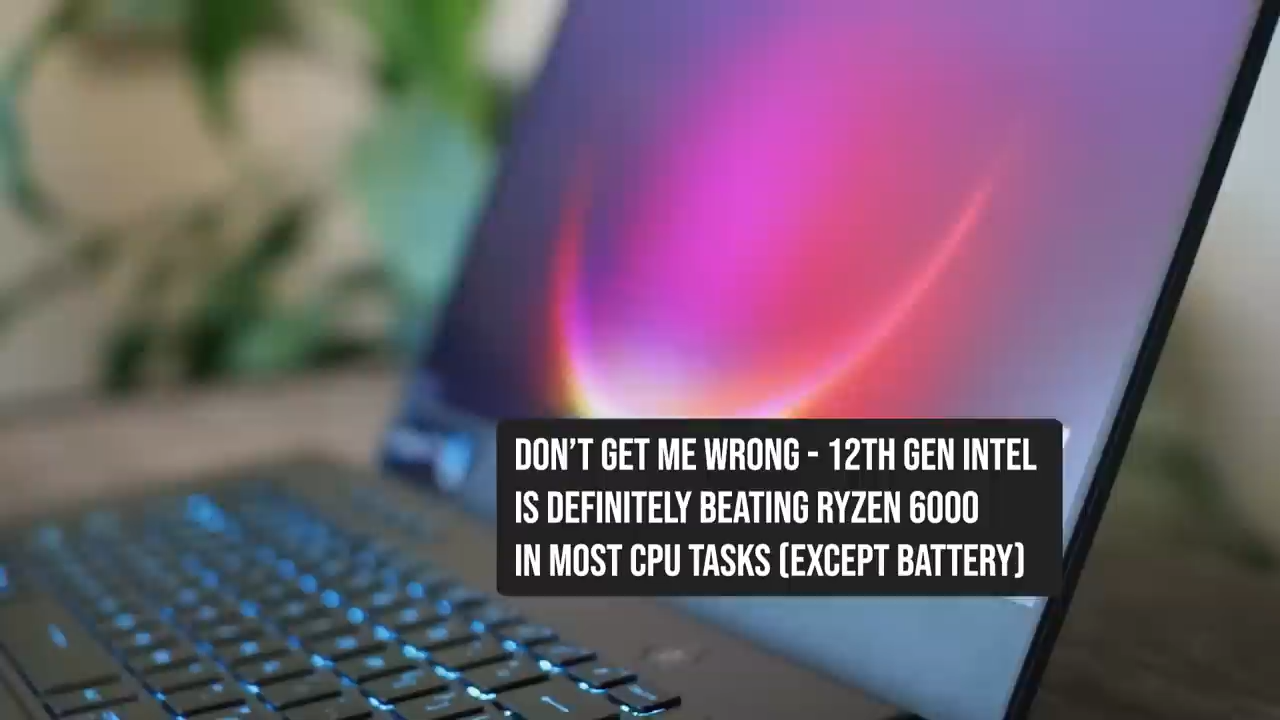 DON'T GET ME WRONG - 12TH GEN INTEL
IS DEFINITELY BEATING RYZEN 6000
IN MOST CPU TASKS (EXCEPT BATTERY)